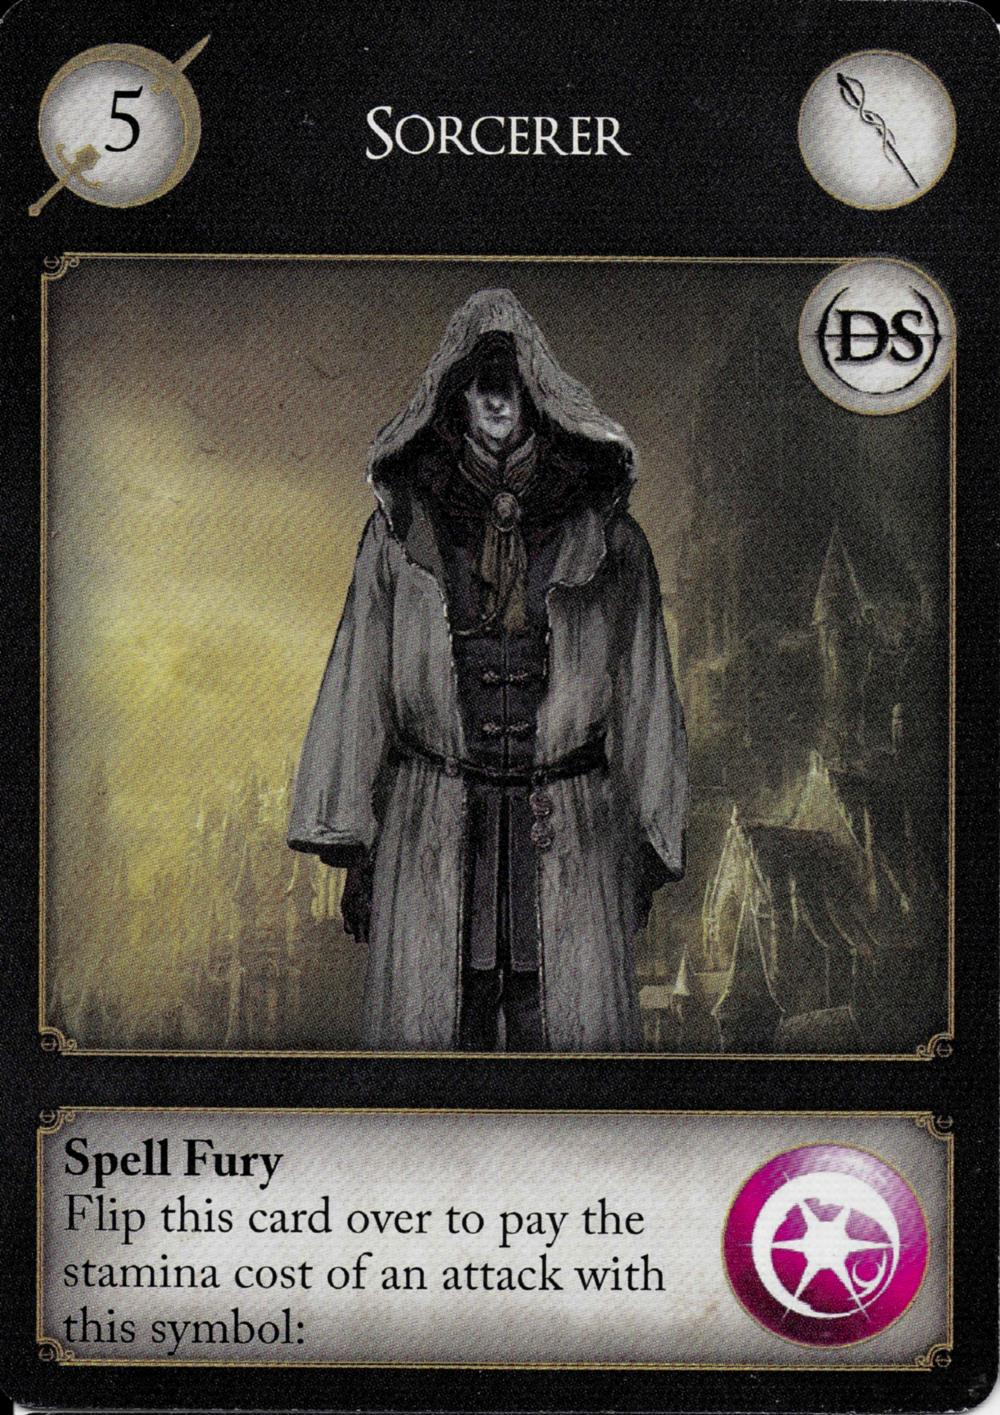 5
SORCERER
DS
Spell Fury
Flip this card over to pay the
stamina cost of an attack with
this symbol: